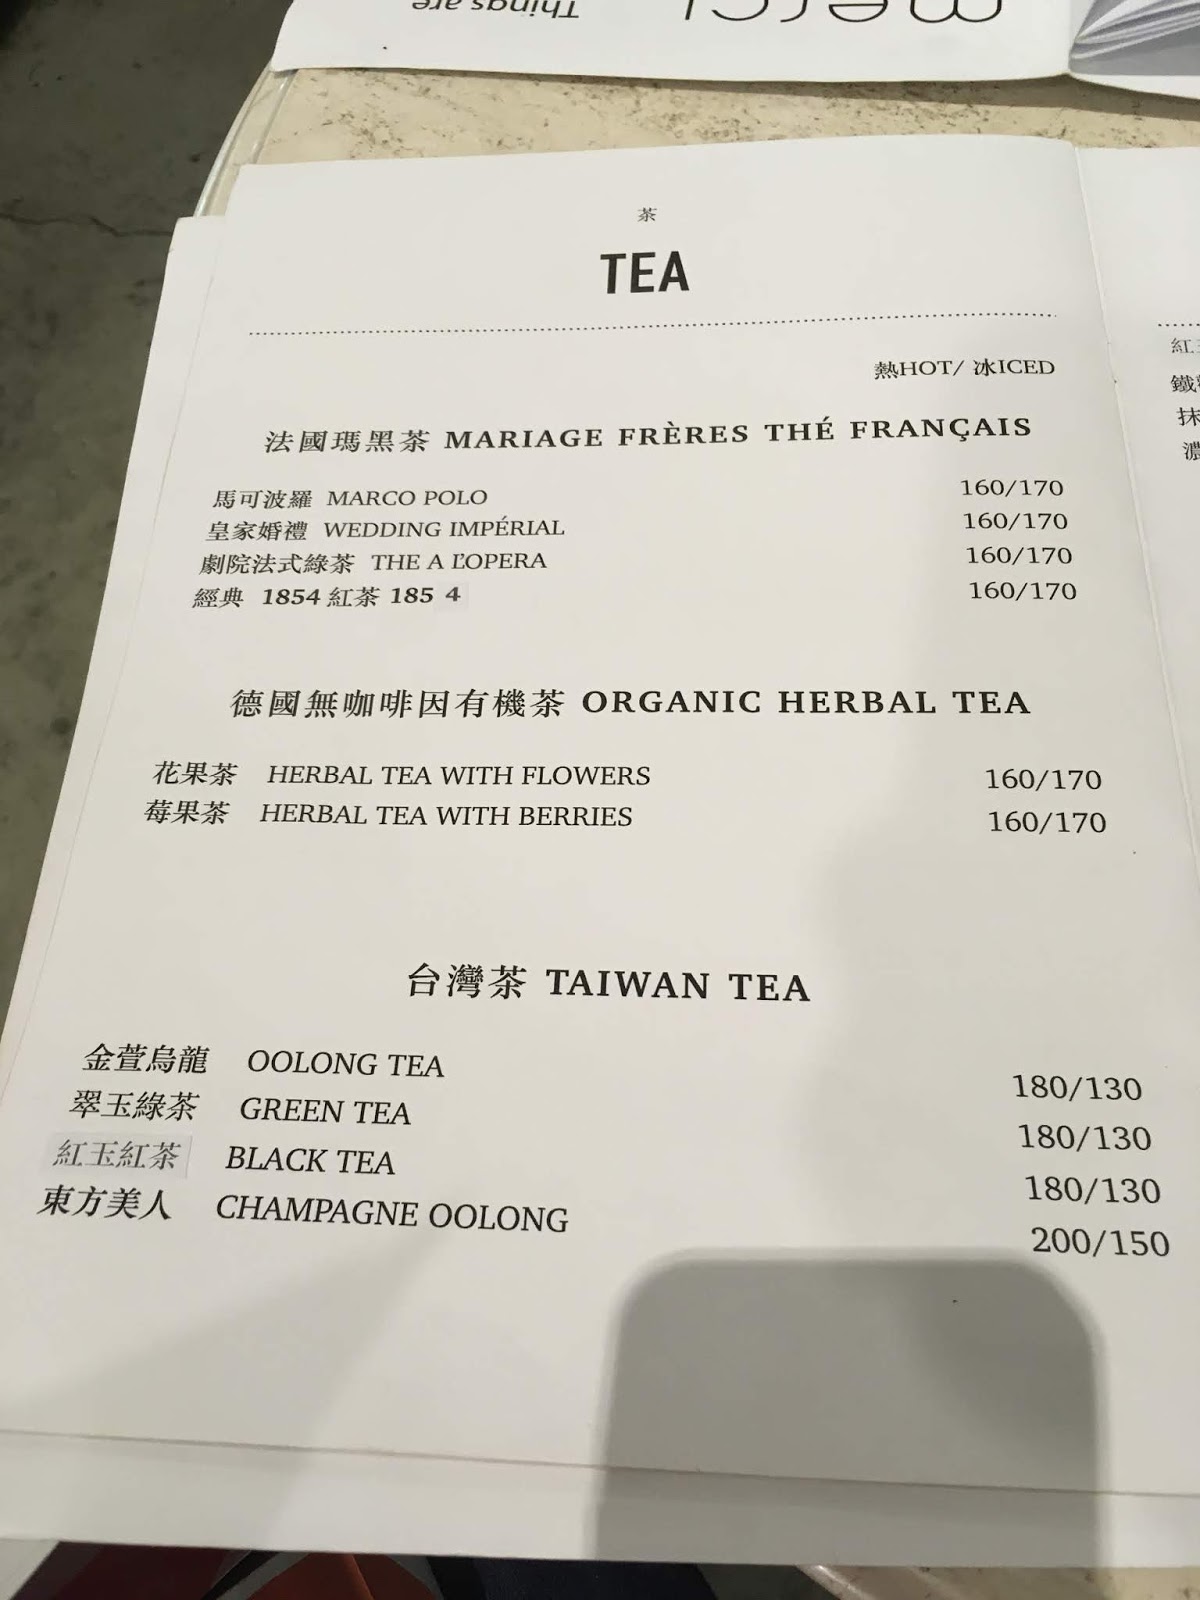 Things are
merci
茶
TEA
熱HOT/ 冰ICED
法國瑪黑茶 MARIAGE FRÈRES THÉ FRANÇAIS
馬可波羅 MARCO POLO 160/170
皇家婚禮 WEDDING IMPÉRIAL 160/170
劇院法式綠茶 THE A L'OPERA 160/170
經典 1854 紅茶 185 4 160/170
德國無咖啡因有機茶 ORGANIC HERBAL TEA
花果茶 HERBAL TEA WITH FLOWERS 160/170
莓果茶 HERBAL TEA WITH BERRIES 160/170
台灣茶 TAIWAN TEA
金萱烏龍 OOLONG TEA 180/130
翠玉綠茶 GREEN TEA 180/130
紅玉紅茶 BLACK TEA 180/130
東方美人 CHAMPAGNE OOLONG 200/150
紅
鐵
抹
濃